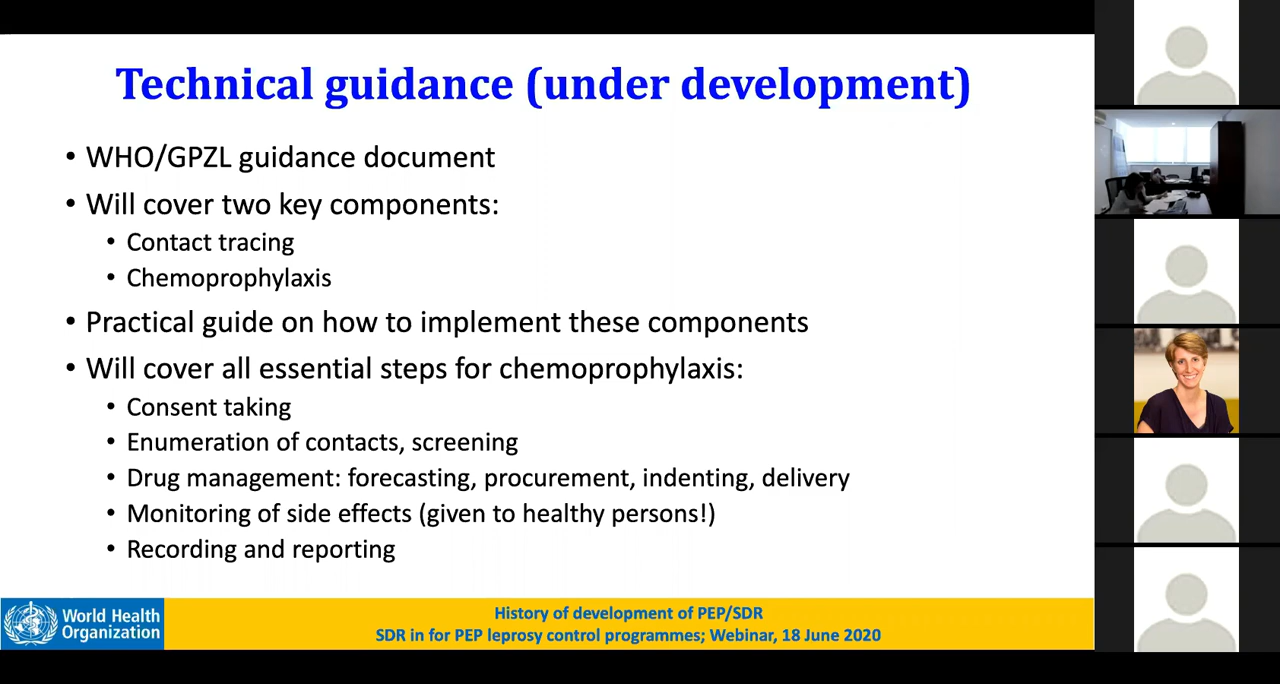 Technical guidance (under development)
• WHO/GPZL guidance document
• Will cover two key components:
• Contact tracing
• Chemoprophylaxis
• Practical guide on how to implement these components
• Will cover all essential steps for chemoprophylaxis:
• Consent taking
• Enumeration of contacts, screening
• Drug management: forecasting, procurement, indenting, delivery
• Monitoring of side effects (given to healthy persons!)
• Recording and reporting
World Health
Organization
History of development of PEP/SDR
SDR in for PEP leprosy control programmes; Webinar, 18 June 2020